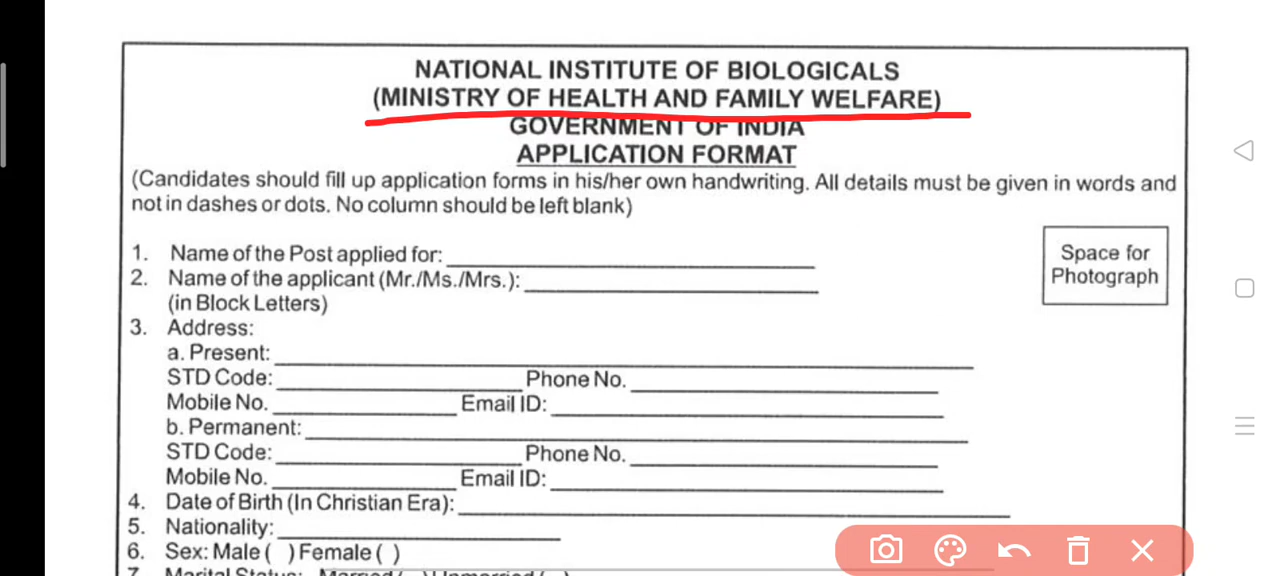 NATIONAL INSTITUTE OF BIOLOGICALS
(MINISTRY OF HEALTH AND FAMILY WELFARE)
GOVERNMENT OF INDIA
APPLICATION FORMAT
(Candidates should fill up application forms in his/her own handwriting. All details must be given in words and
not in dashes or dots. No column should be left blank)
Space for
Photograph
1. Name of the Post applied for:
2. Name of the applicant (Mr./Ms./Mrs.):
(in Block Letters)
3. Address:
a. Present:
STD Code: Phone No.
Mobile No. Email ID:
b. Permanent:
STD Code: Phone No.
Mobile No. Email ID:
4. Date of Birth (In Christian Era):
5. Nationality:
6. Sex: Male ( ) Female ( )
7. Marital Status: Married ( ) Unmarried ( )